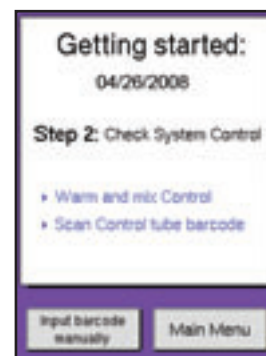 Getting started:
04/26/2008
Step 2: Check System Control
Warm and mix Control
Scan Control tube barcode
Input barcode
manually
Main Menu